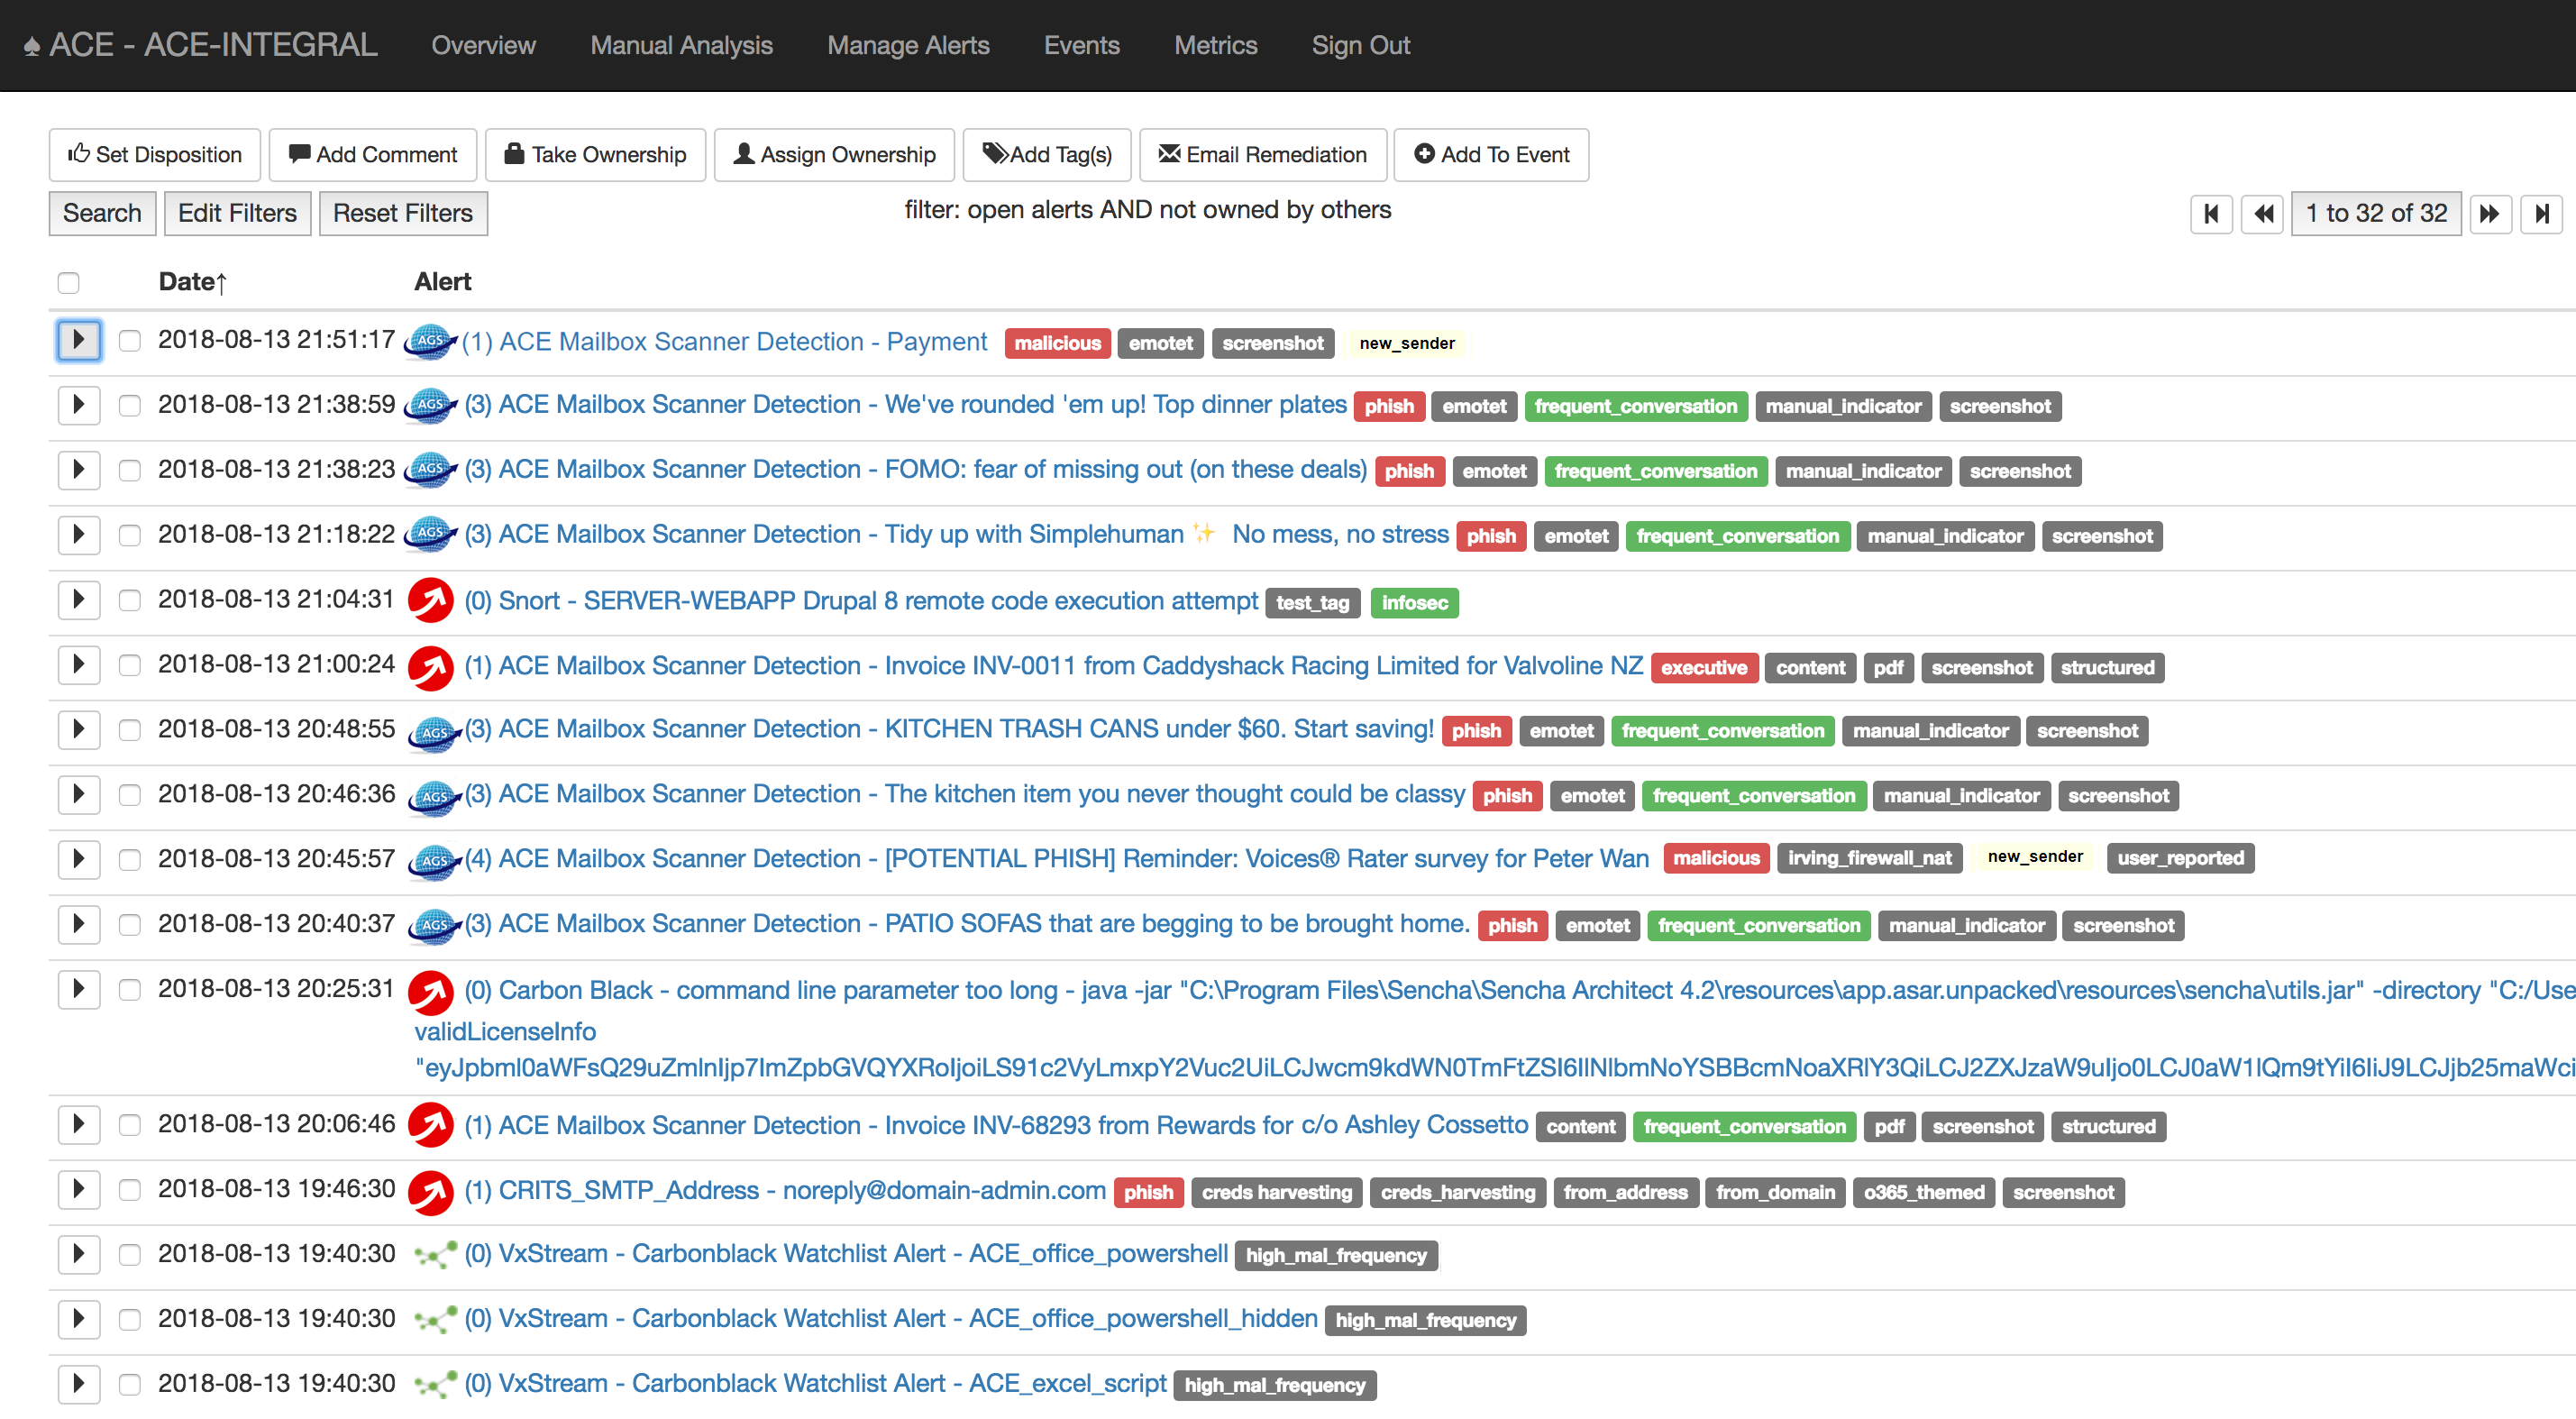 ♠ ACE - ACE-INTEGRAL Overview Manual Analysis Manage Alerts Events Metrics Sign Out
Set Disposition Add Comment Take Ownership Assign Ownership Add Tag(s) Email Remediation Add To Event
Search Edit Filters Reset Filters filter: open alerts AND not owned by others 1 to 32 of 32
Date↑ Alert
2018-08-13 21:51:17 AGS (1) ACE Mailbox Scanner Detection - Payment malicious emotet screenshot new_sender
2018-08-13 21:38:59 AGS (3) ACE Mailbox Scanner Detection - We've rounded 'em up! Top dinner plates phish emotet frequent_conversation manual_indicator screenshot
2018-08-13 21:38:23 AGS (3) ACE Mailbox Scanner Detection - FOMO: fear of missing out (on these deals) phish emotet frequent_conversation manual_indicator screenshot
2018-08-13 21:18:22 AGS (3) ACE Mailbox Scanner Detection - Tidy up with Simplehuman ✨ No mess, no stress phish emotet frequent_conversation manual_indicator screenshot
2018-08-13 21:04:31 (0) Snort - SERVER-WEBAPP Drupal 8 remote code execution attempt test_tag infosec
2018-08-13 21:00:24 (1) ACE Mailbox Scanner Detection - Invoice INV-0011 from Caddyshack Racing Limited for Valvoline NZ executive content pdf screenshot structured
2018-08-13 20:48:55 AGS (3) ACE Mailbox Scanner Detection - KITCHEN TRASH CANS under $60. Start saving! phish emotet frequent_conversation manual_indicator screenshot
2018-08-13 20:46:36 AGS (3) ACE Mailbox Scanner Detection - The kitchen item you never thought could be classy phish emotet frequent_conversation manual_indicator screenshot
2018-08-13 20:45:57 AGS (4) ACE Mailbox Scanner Detection - [POTENTIAL PHISH] Reminder: Voices® Rater survey for Peter Wan malicious irving_firewall_nat new_sender user_reported
2018-08-13 20:40:37 AGS (3) ACE Mailbox Scanner Detection - PATIO SOFAS that are begging to be brought home. phish emotet frequent_conversation manual_indicator screenshot
2018-08-13 20:25:31 (0) Carbon Black - command line parameter too long - java -jar "C:\Program Files\Sencha\Sencha Architect 4.2\resources\app.asar.unpacked\resources\sencha\utils.jar" -directory "C:/Use
validLicenseInfo
"eyJpbml0aWFsQ29uZmlnIjp7ImZpbGVQYXRoIjoiLS91c2VyLmxpY2Vuc2UiLCJwcm9kdWN0TmFtZSI6IlNlbmNoYSBBcmNoaXRlY3QiLCJ2ZXJzaW9uIjo0LCJ0aW1lQm9tYiI6IiJ9LCJjb25maWci
2018-08-13 20:06:46 (1) ACE Mailbox Scanner Detection - Invoice INV-68293 from Rewards for c/o Ashley Cossetto content frequent_conversation pdf screenshot structured
2018-08-13 19:46:30 (1) CRITS_SMTP_Address - noreply@domain-admin.com phish creds harvesting creds_harvesting from_address from_domain o365_themed screenshot
2018-08-13 19:40:30 (0) VxStream - Carbonblack Watchlist Alert - ACE_office_powershell high_mal_frequency
2018-08-13 19:40:30 (0) VxStream - Carbonblack Watchlist Alert - ACE_office_powershell_hidden high_mal_frequency
2018-08-13 19:40:30 (0) VxStream - Carbonblack Watchlist Alert - ACE_excel_script high_mal_frequency